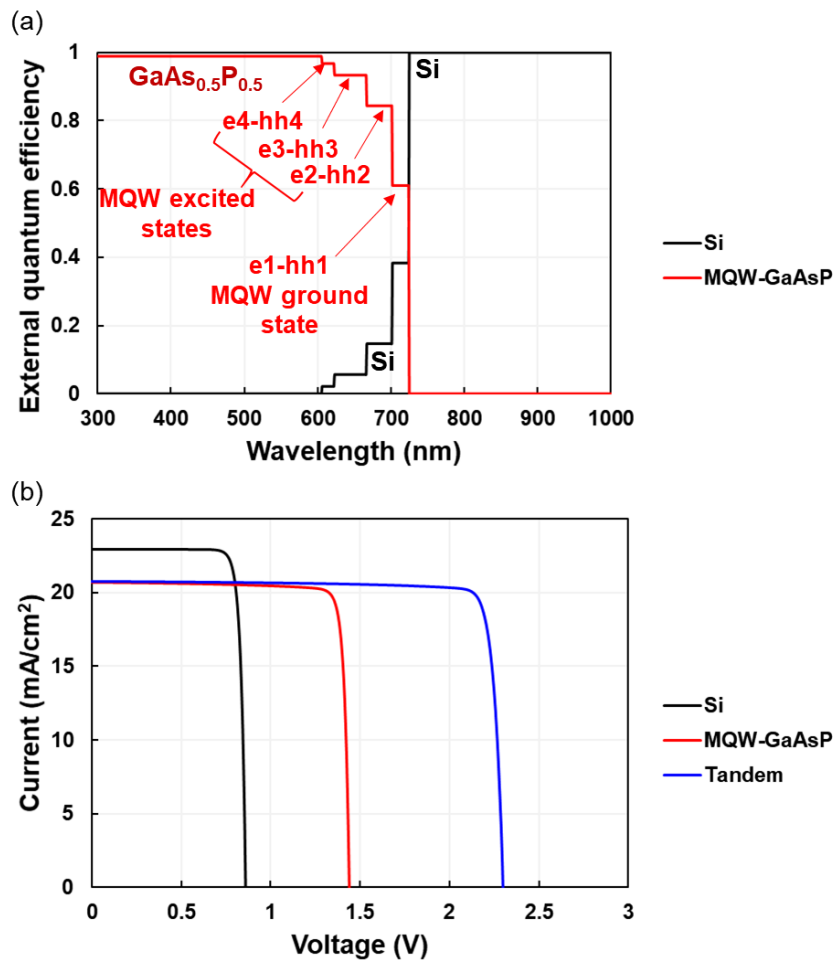 (a)
External quantum efficiency
1
0.8
0.6
0.4
0.2
0
GaAs₀.₅P₀.₅
e4-hh4
e3-hh3
e2-hh2
MQW excited
states
e1-hh1
MQW ground
state
Si
Si
300 400 500 600 700 800 900 1000
Wavelength (nm)
Si
MQW-GaAsP
(b)
Current (mA/cm²)
25
20
15
10
5
0
0 0.5 1 1.5 2 2.5 3
Voltage (V)
Si
MQW-GaAsP
Tandem